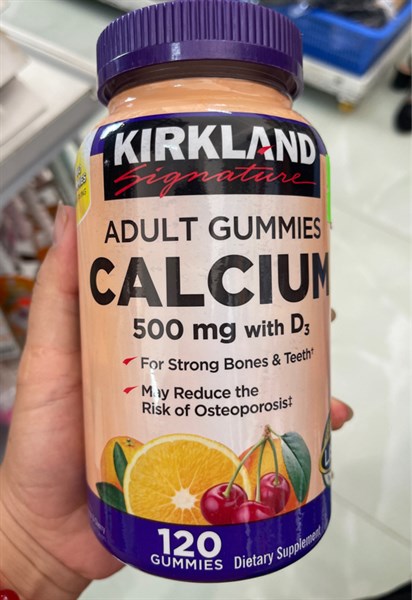 KIRKLAND
Signature
ADULT GUMMIES
CALCIUM
500 mg with D₃
For Strong Bones & Teeth†
May Reduce the
Risk of Osteoporosis‡
120
GUMMIES
Dietary Supplement